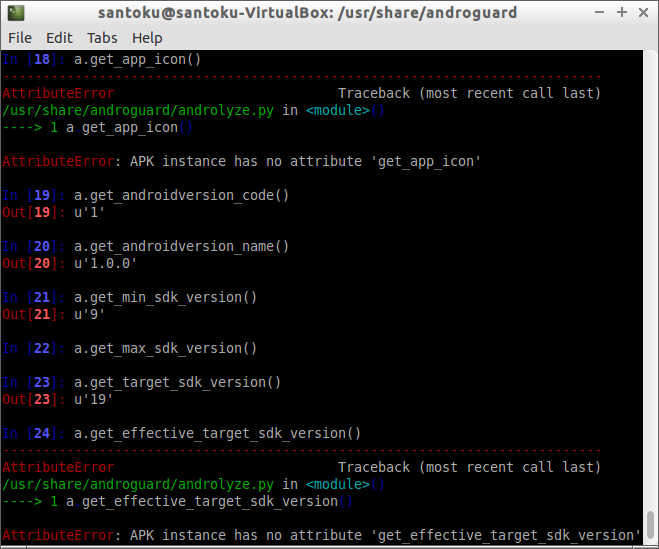 santoku@santoku-VirtualBox: /usr/share/androguard
File Edit Tabs Help
In [18]: a.get_app_icon()
---------------------------------------------------------------------------
AttributeError                            Traceback (most recent call last)
/usr/share/androguard/androlyze.py in <module>()
----> 1 a get_app_icon()

AttributeError: APK instance has no attribute 'get_app_icon'

In [19]: a.get_androidversion_code()
Out[19]: u'1'

In [20]: a.get_androidversion_name()
Out[20]: u'1.0.0'

In [21]: a.get_min_sdk_version()
Out[21]: u'9'

In [22]: a.get_max_sdk_version()

In [23]: a.get_target_sdk_version()
Out[23]: u'19'

In [24]: a.get_effective_target_sdk_version()
---------------------------------------------------------------------------
AttributeError                            Traceback (most recent call last)
/usr/share/androguard/androlyze.py in <module>()
----> 1 a get_effective_target_sdk_version()

AttributeError: APK instance has no attribute 'get_effective_target_sdk_version'